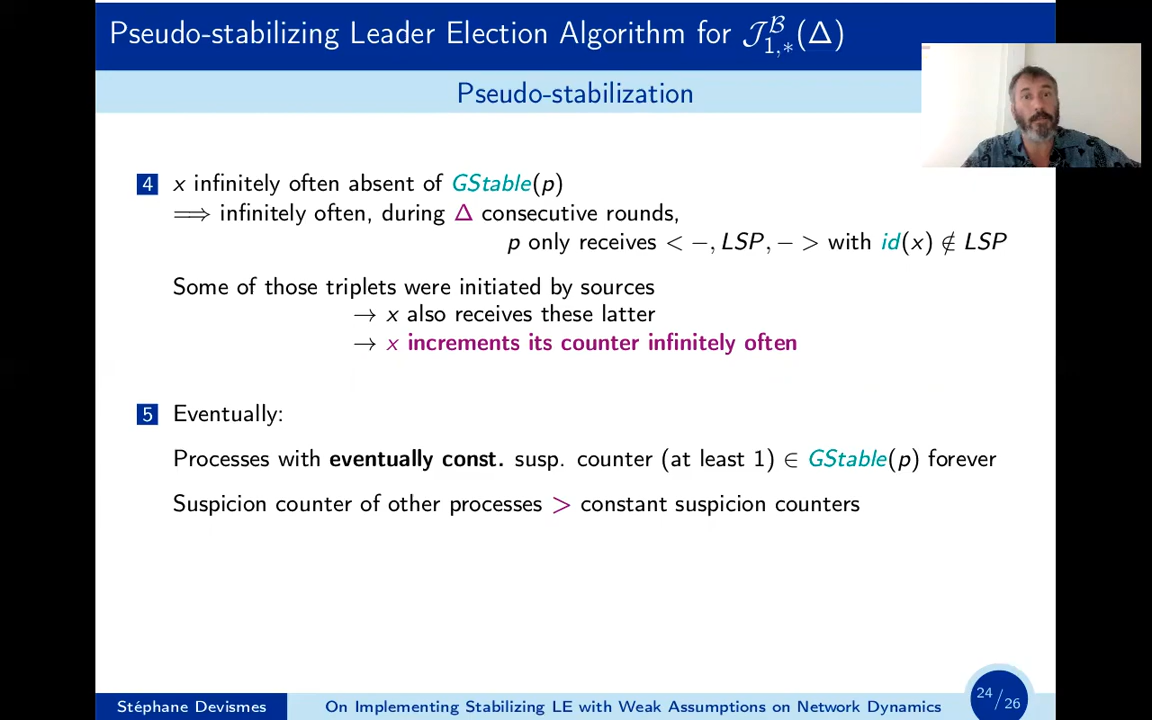 Pseudo-stabilizing Leader Election Algorithm for 𝒥^ℬ_{1,*}(Δ)
Pseudo-stabilization
4 x infinitely often absent of GStable(p)
⟹ infinitely often, during Δ consecutive rounds,
p only receives < −, LSP, − > with id(x) ∉ LSP
Some of those triplets were initiated by sources
→ x also receives these latter
→ x increments its counter infinitely often
5 Eventually:
Processes with eventually const. susp. counter (at least 1) ∈ GStable(p) forever
Suspicion counter of other processes > constant suspicion counters
Stéphane Devismes
On Implementing Stabilizing LE with Weak Assumptions on Network Dynamics
24/26